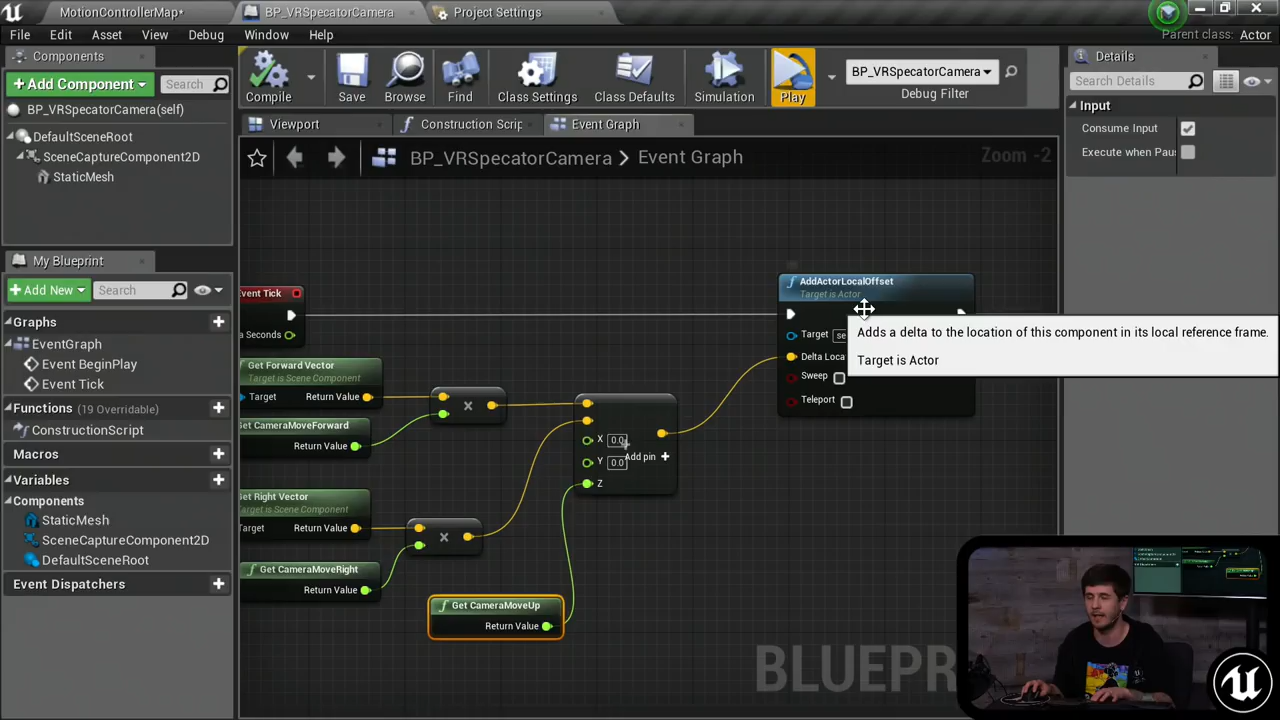 MotionControllerMap*
BP_VRSpecatorCamera
Project Settings
File Edit Asset View Debug Window Help
Parent class: Actor
Components
Add Component
Search
BP_VRSpecatorCamera(self)
DefaultSceneRoot
SceneCaptureComponent2D
StaticMesh
Compile
Save
Browse
Find
Class Settings
Class Defaults
Simulation
Play
BP_VRSpecatorCamera
Debug Filter
Viewport
Construction Scrip
Event Graph
BP_VRSpecatorCamera > Event Graph
Zoom -2
Details
Search Details
Input
Consume Input
Execute when Pau
My Blueprint
Add New
Search
Graphs
EventGraph
Event BeginPlay
Event Tick
Functions (19 Overridable)
ConstructionScript
Macros
Variables
Components
StaticMesh
SceneCaptureComponent2D
DefaultSceneRoot
Event Dispatchers
Event Tick
a Seconds
Get Forward Vector
Target is Scene Component
Target Return Value
Get CameraMoveForward
Return Value
Get Right Vector
Target is Scene Component
Target Return Value
Get CameraMoveRight
Return Value
X 0.0
Y 0.0
Add pin +
Z
Get CameraMoveUp
Return Value
AddActorLocalOffset
Target is Actor
Target se
Delta Loca
Sweep
Teleport
Adds a delta to the location of this component in its local reference frame.
Target is Actor
BLUEPR